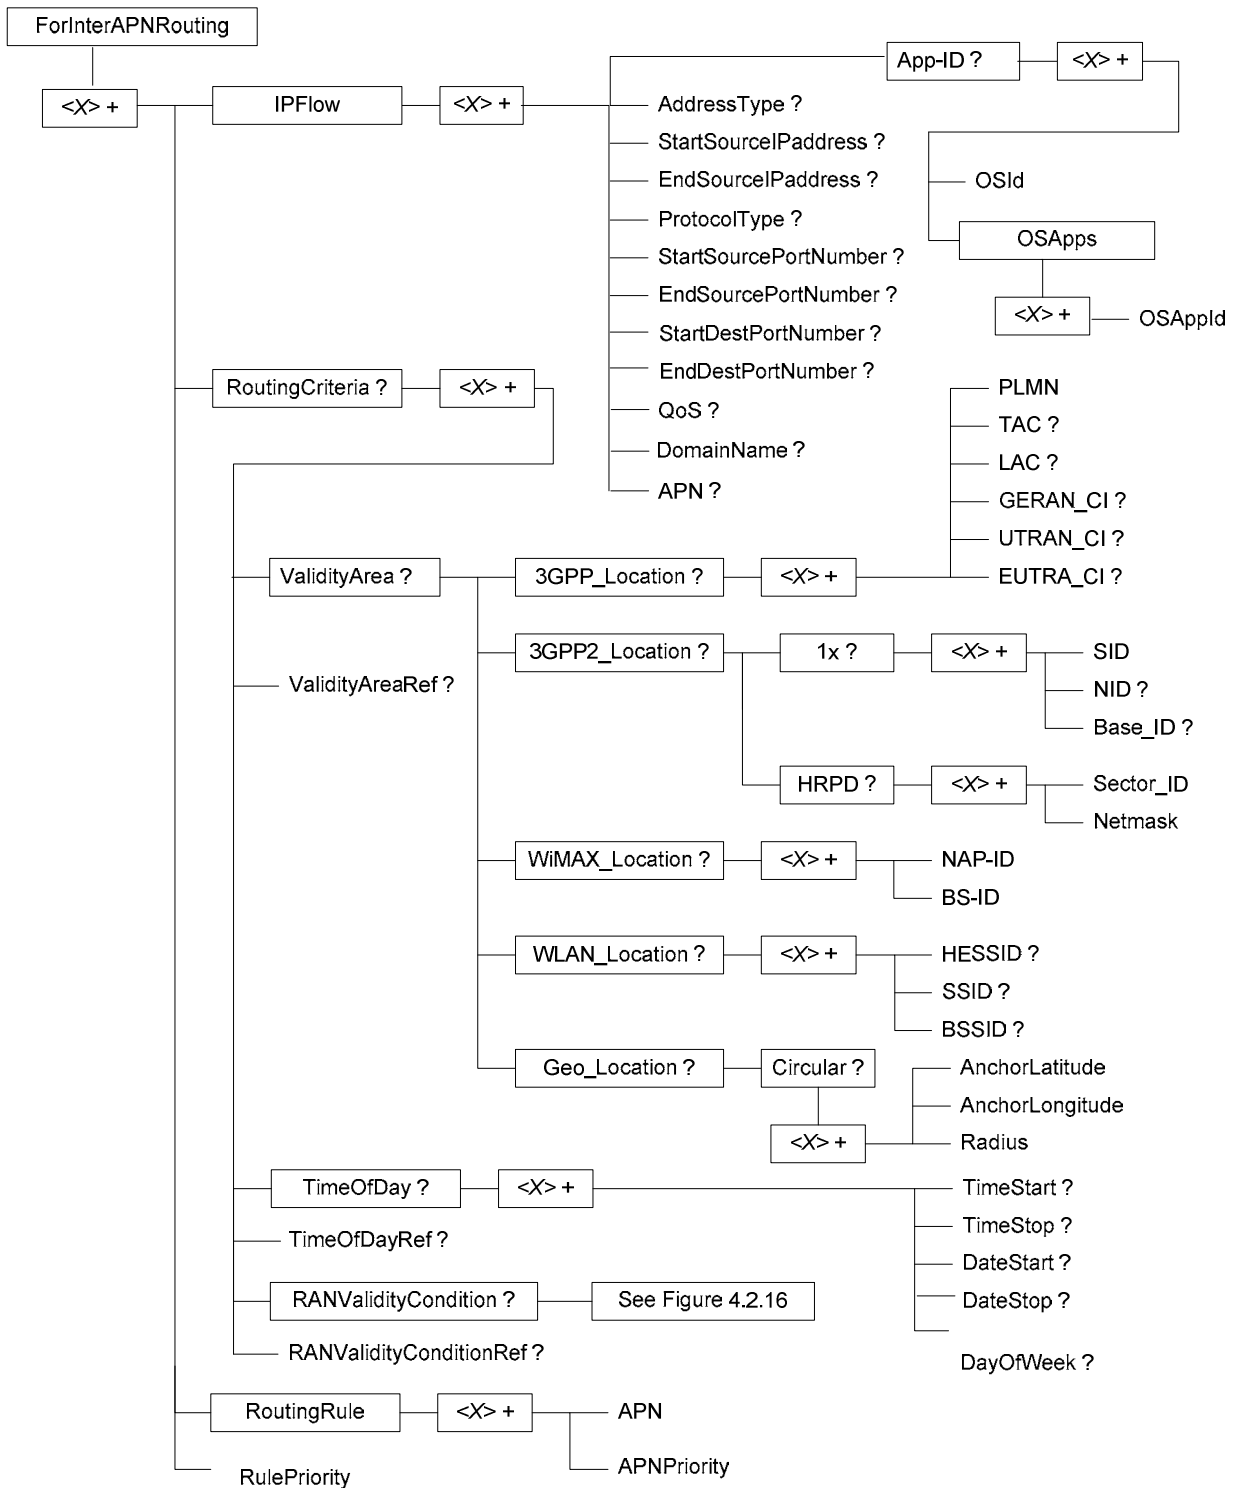 ForInterAPNRouting
<X> +
IPFlow
<X> +
App-ID ?
<X> +
OSId
OSApps
<X> +
OSAppId
AddressType ?
StartSourceIPaddress ?
EndSourceIPaddress ?
ProtocolType ?
StartSourcePortNumber ?
EndSourcePortNumber ?
StartDestPortNumber ?
EndDestPortNumber ?
QoS ?
DomainName ?
APN ?
RoutingCriteria ?
<X> +
ValidityArea ?
3GPP_Location ?
<X> +
PLMN
TAC ?
LAC ?
GERAN_CI ?
UTRAN_CI ?
EUTRA_CI ?
3GPP2_Location ?
1x ?
<X> +
SID
NID ?
Base_ID ?
HRPD ?
<X> +
Sector_ID
Netmask
WiMAX_Location ?
<X> +
NAP-ID
BS-ID
WLAN_Location ?
<X> +
HESSID ?
SSID ?
BSSID ?
Geo_Location ?
Circular ?
<X> +
AnchorLatitude
AnchorLongitude
Radius
ValidityAreaRef ?
TimeOfDay ?
<X> +
TimeStart ?
TimeStop ?
DateStart ?
DateStop ?
DayOfWeek ?
TimeOfDayRef ?
RANValidityCondition ?
See Figure 4.2.16
RANValidityConditionRef ?
RoutingRule
<X> +
APN
APNPriority
RulePriority